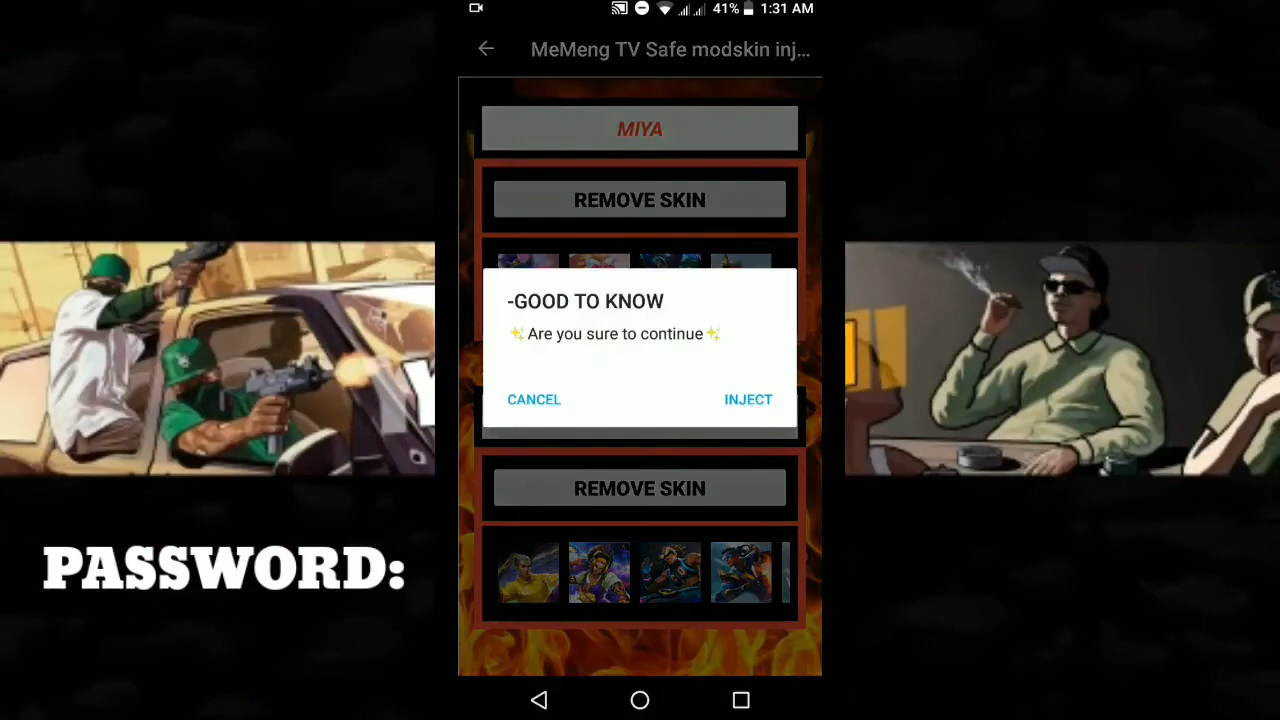 41% 1:31 AM
MeMeng TV Safe modskin inj...
MIYA
REMOVE SKIN
-GOOD TO KNOW
✨Are you sure to continue✨
CANCEL INJECT
REMOVE SKIN
PASSWORD: